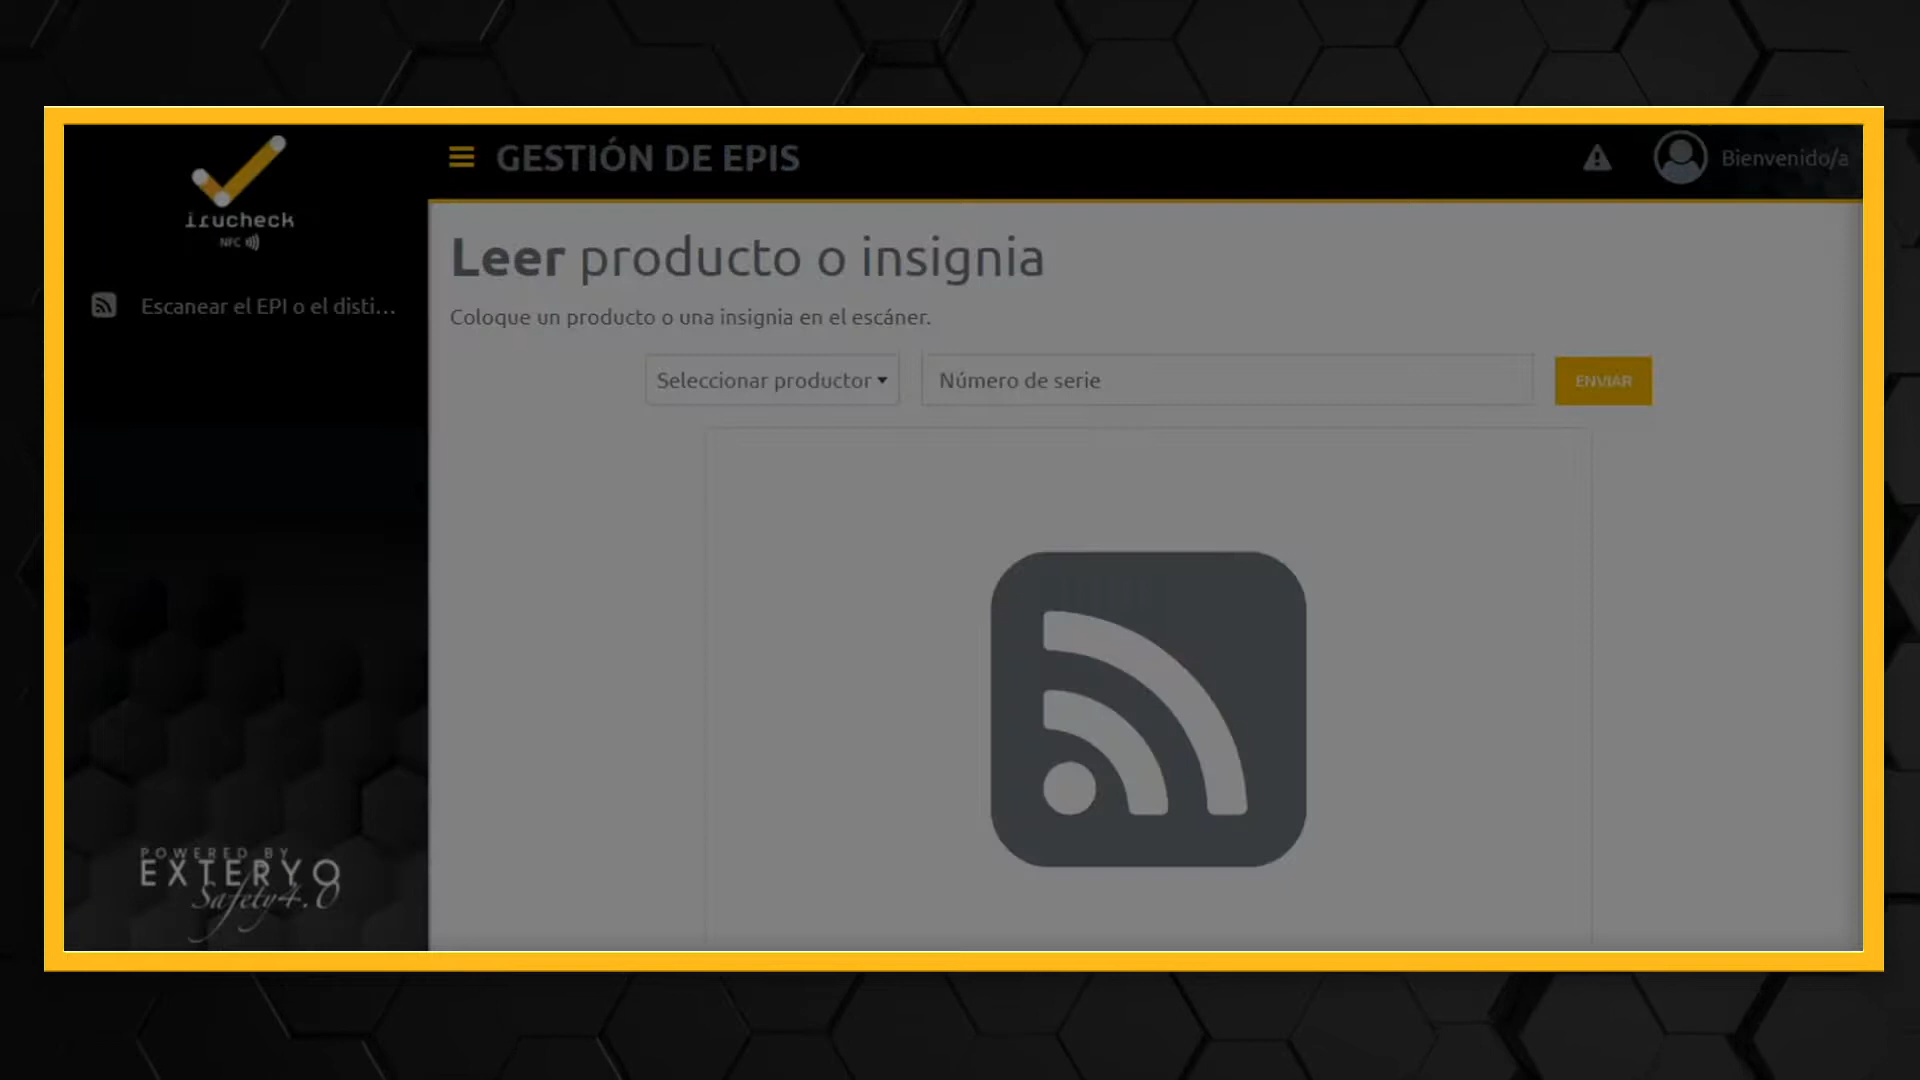 irucheck
NFC
GESTIÓN DE EPIS
Bienvenido/a
Escanear el EPI o el disti...
Leer producto o insignia
Coloque un producto o una insignia en el escáner.
Seleccionar productor
Número de serie
ENVIAR
POWERED BY
EXTERYO
Safety4.0